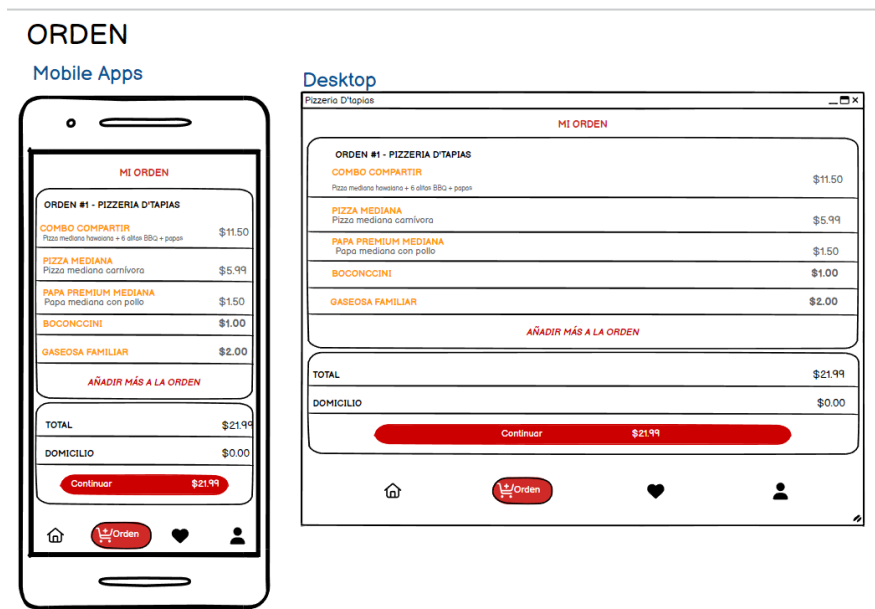 ORDEN
Mobile Apps
MI ORDEN
ORDEN #1 - PIZZERIA D'TAPIAS
COMBO COMPARTIR
$11.50
Pizza mediana hawaiana + 6 alitas BBQ + papas
PIZZA MEDIANA
Pizza mediana carnívora $5.99
PAPA PREMIUM MEDIANA
Papa mediana con pollo $1.50
BOCONCCINI $1.00
GASEOSA FAMILIAR $2.00
AÑADIR MÁS A LA ORDEN
TOTAL $21.99
DOMICILIO $0.00
Continuar $21.99
Orden
Desktop
Pizzeria D'tapias
MI ORDEN
ORDEN #1 - PIZZERIA D'TAPIAS
COMBO COMPARTIR
$11.50
Pizza mediana hawaiana + 6 alitas BBQ + papas
PIZZA MEDIANA
Pizza mediana carnívora $5.99
PAPA PREMIUM MEDIANA
Papa mediana con pollo $1.50
BOCONCCINI $1.00
GASEOSA FAMILIAR $2.00
AÑADIR MÁS A LA ORDEN
TOTAL $21.99
DOMICILIO $0.00
Continuar $21.99
Orden